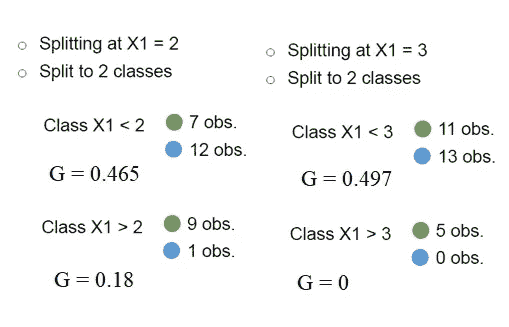 Splitting at X1 = 2
Split to 2 classes
Class X1 < 2
7 obs.
12 obs.
G = 0.465
Class X1 > 2
9 obs.
1 obs.
G = 0.18
Splitting at X1 = 3
Split to 2 classes
Class X1 < 3
11 obs.
13 obs.
G = 0.497
Class X1 > 3
5 obs.
0 obs.
G = 0